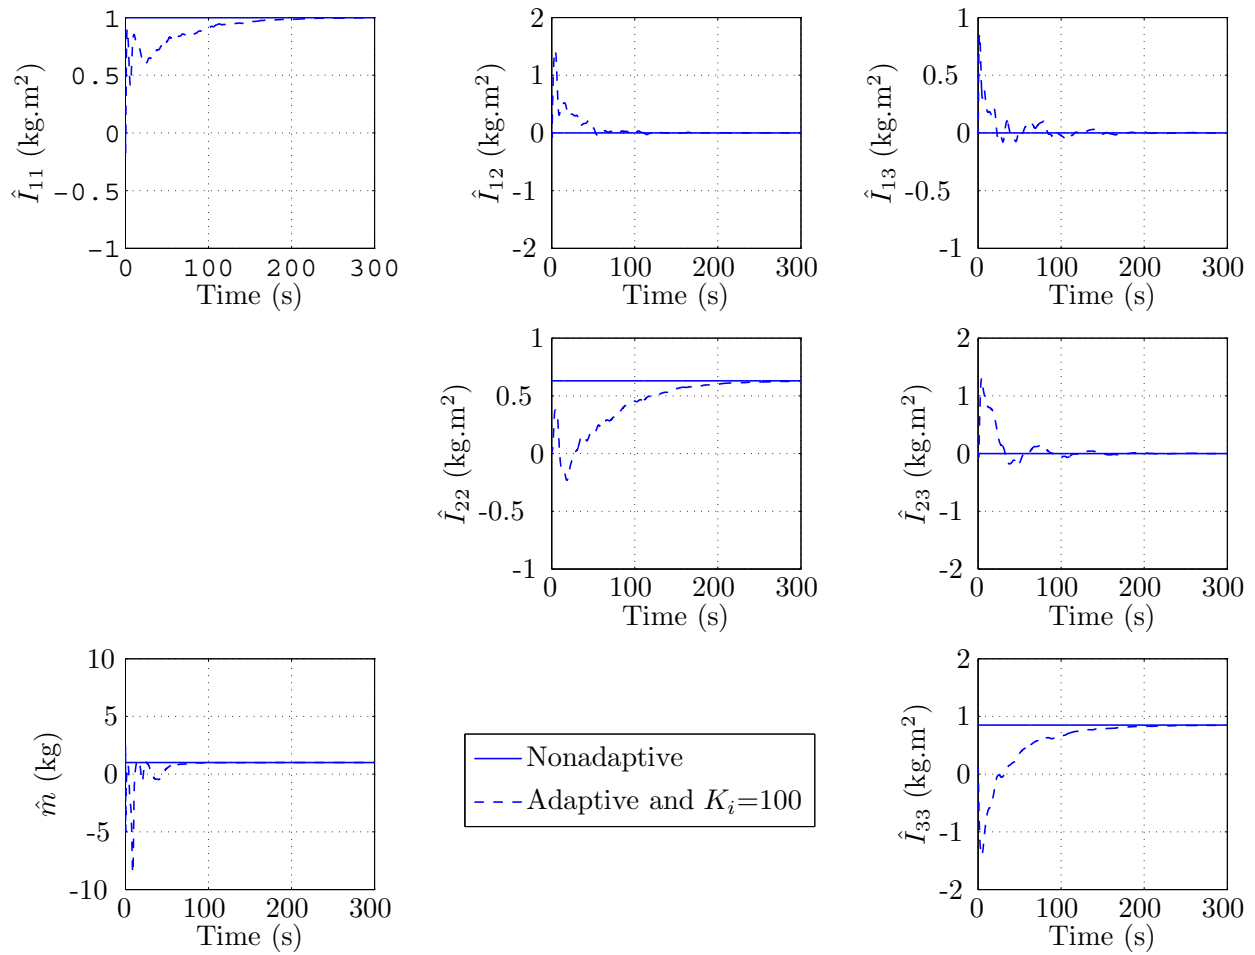 1
0.5
0
−0.5
−1
0 100 200 300
Time (s)
Î11 (kg.m²)
2
1
0
-1
-2
0 100 200 300
Time (s)
Î12 (kg.m²)
1
0.5
0
-0.5
-1
0 100 200 300
Time (s)
Î13 (kg.m²)
1
0.5
0
-0.5
-1
0 100 200 300
Time (s)
Î22 (kg.m²)
2
1
0
-1
-2
0 100 200 300
Time (s)
Î23 (kg.m²)
10
5
0
-5
-10
0 100 200 300
Time (s)
m̂ (kg)
Nonadaptive
Adaptive and Ki=100
2
1
0
-1
-2
0 100 200 300
Time (s)
Î33 (kg.m²)